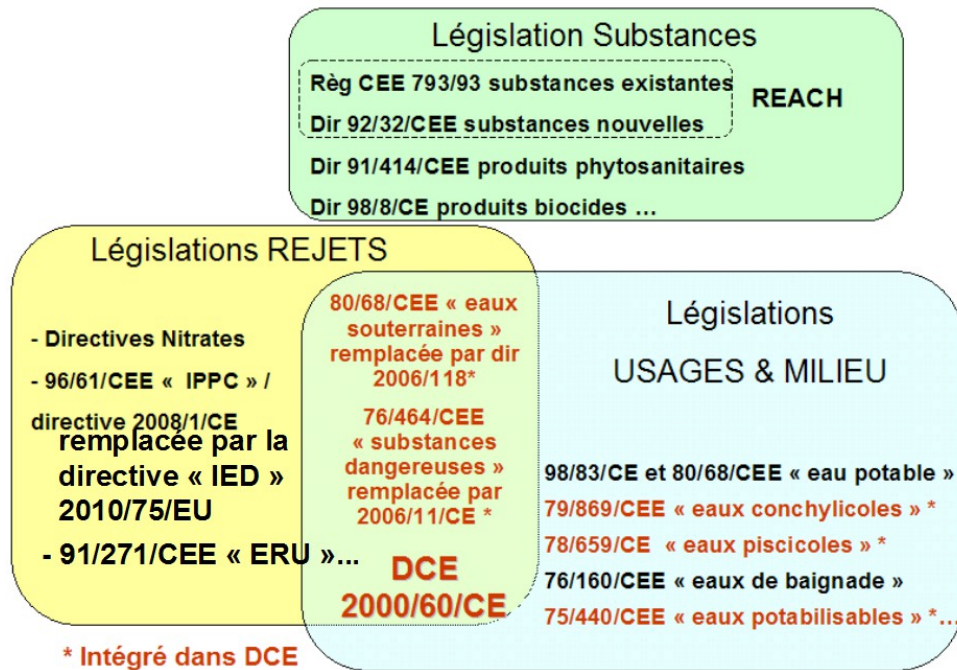 Législation Substances
Règ CEE 793/93 substances existantes
REACH
Dir 92/32/CEE substances nouvelles
Dir 91/414/CEE produits phytosanitaires
Dir 98/8/CE produits biocides ...
Législations REJETS
- Directives Nitrates
- 96/61/CEE « IPPC » /
directive 2008/1/CE
remplacée par la
directive « IED »
2010/75/EU
- 91/271/CEE « ERU »...
80/68/CEE « eaux
souterraines »
remplacée par dir
2006/118*
76/464/CEE
« substances
dangereuses »
remplacée par
2006/11/CE *
DCE
2000/60/CE
Législations
USAGES & MILIEU
98/83/CE et 80/68/CEE « eau potable »
79/869/CEE « eaux conchylicoles » *
78/659/CE « eaux piscicoles » *
76/160/CEE « eaux de baignade »
75/440/CEE « eaux potabilisables » *...
* Intégré dans DCE